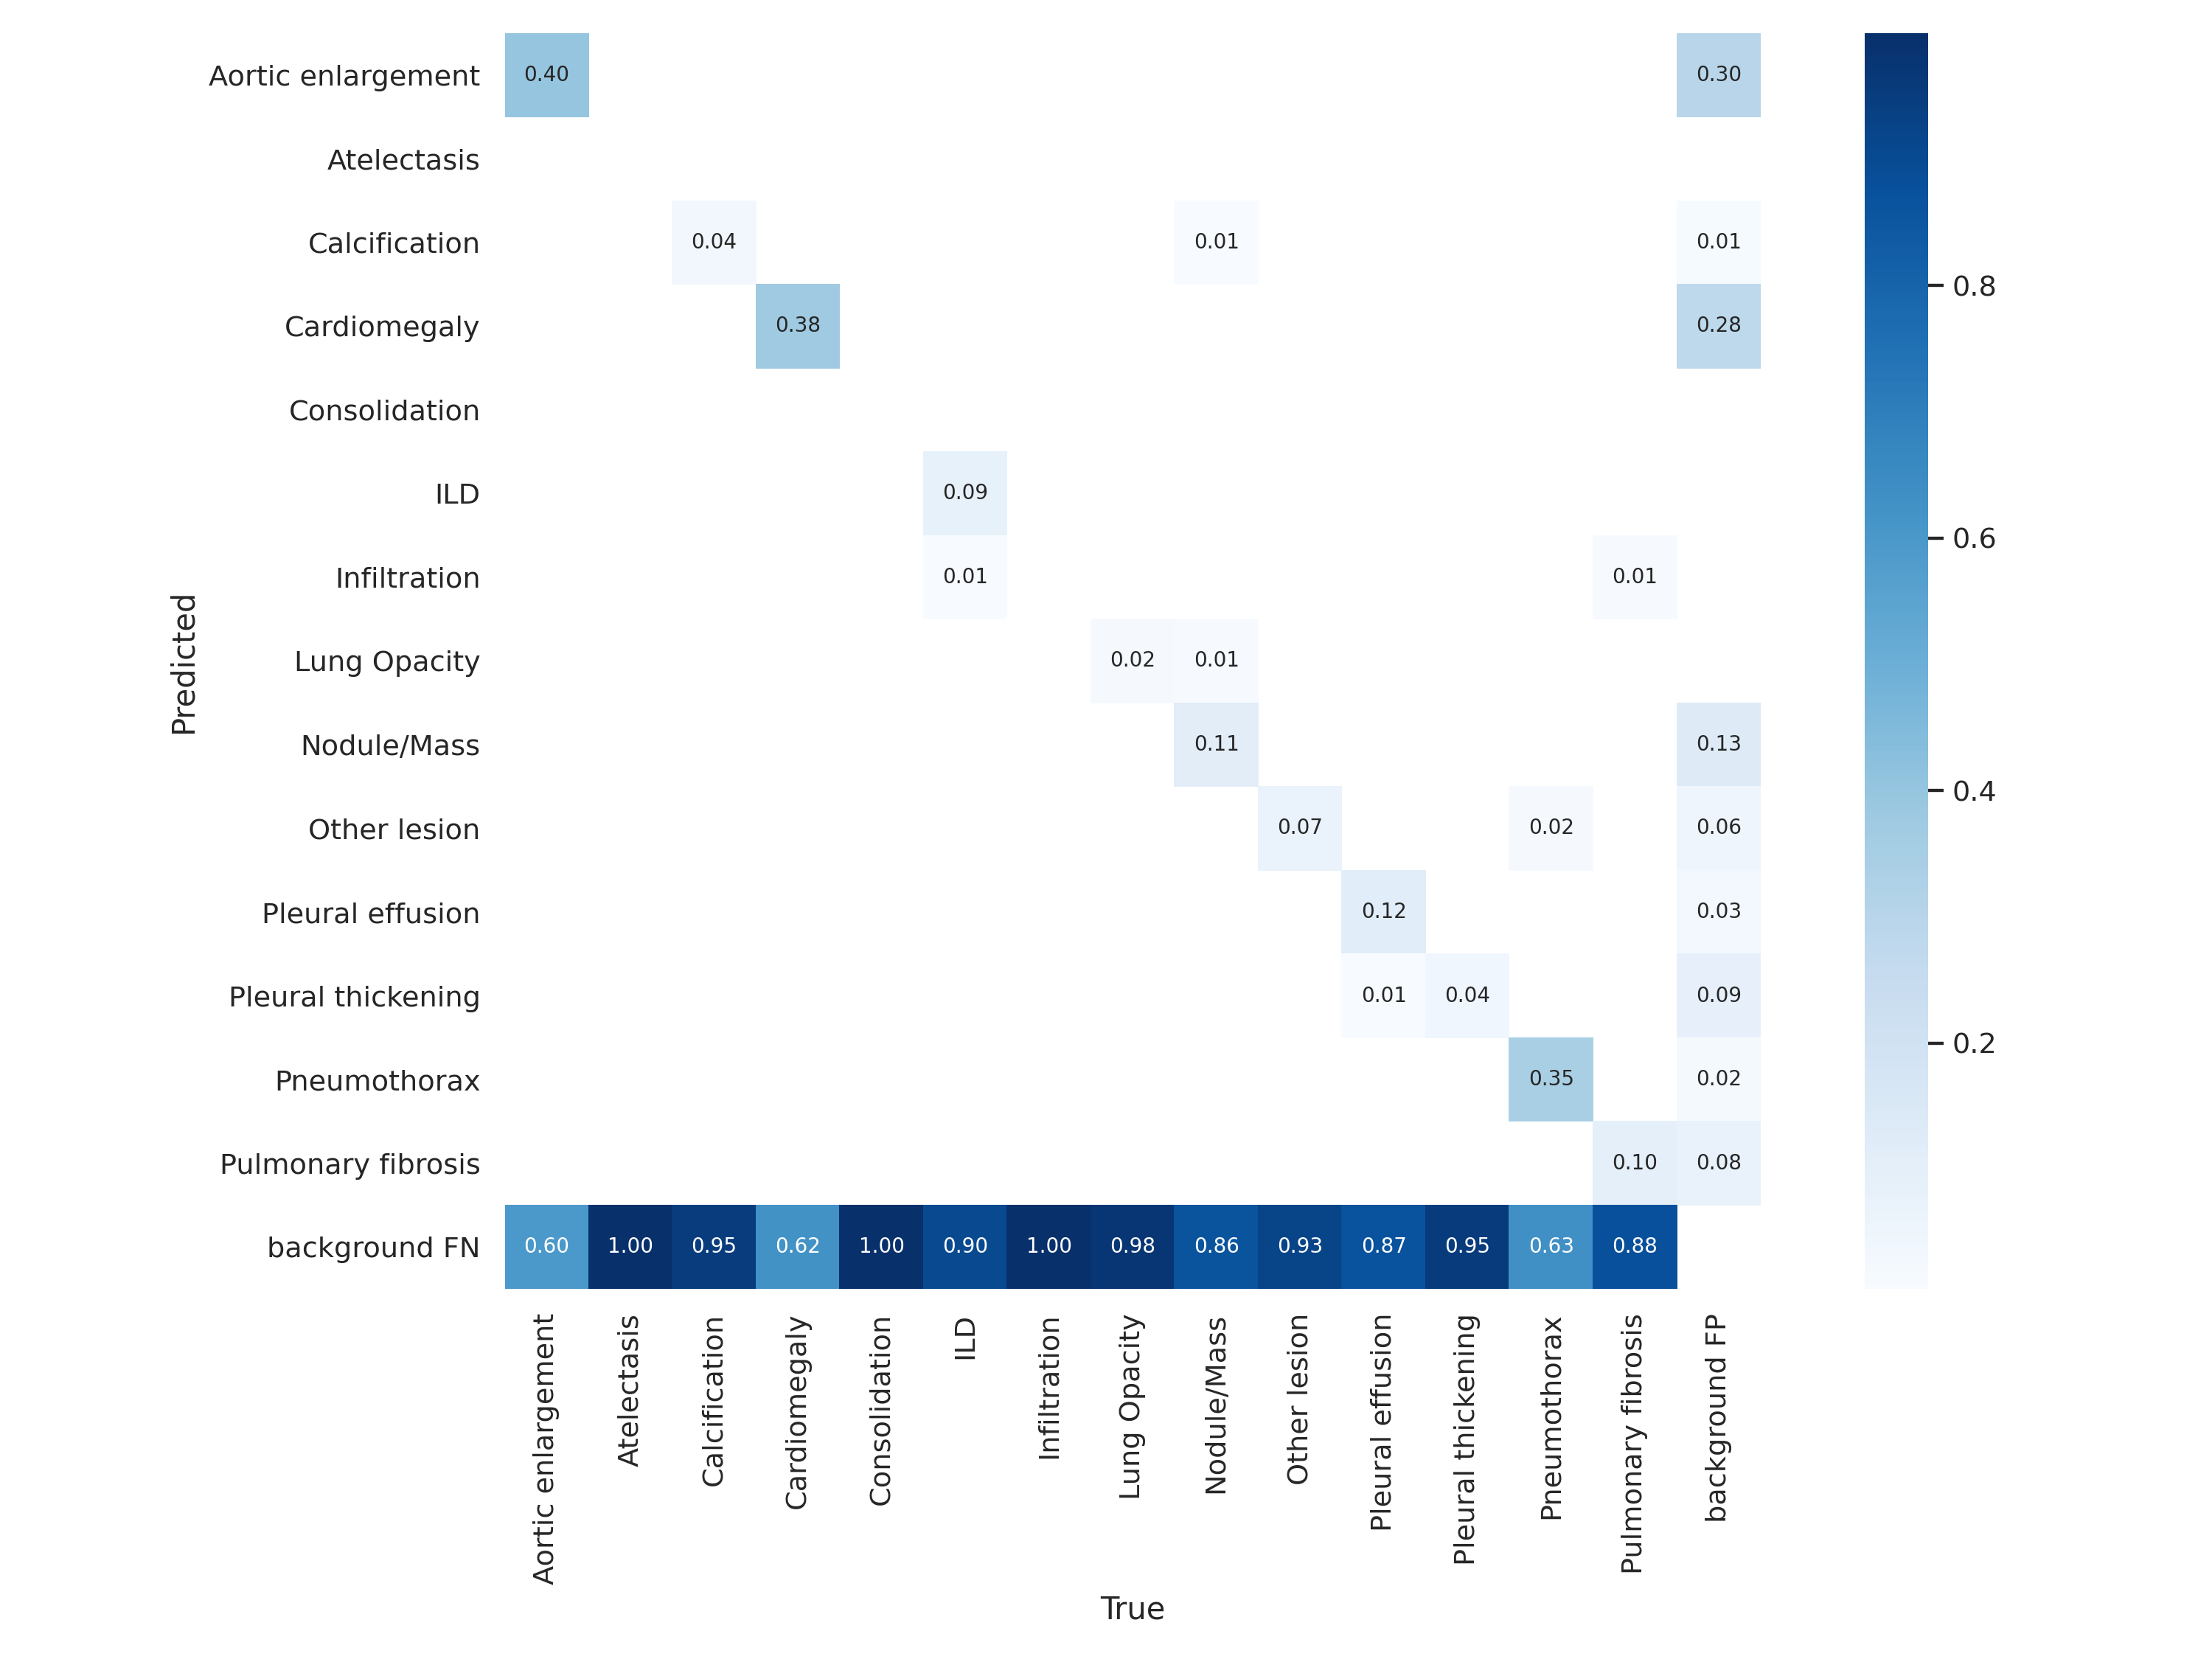 Aortic enlargement 0.40 0.30
Atelectasis
Calcification 0.04 0.01 0.01
Cardiomegaly 0.38 0.28
Consolidation
ILD 0.09
Infiltration 0.01 0.01
Lung Opacity 0.02 0.01
Nodule/Mass 0.11 0.13
Other lesion 0.07 0.02 0.06
Pleural effusion 0.12 0.03
Pleural thickening 0.01 0.04 0.09
Pneumothorax 0.35 0.02
Pulmonary fibrosis 0.10 0.08
background FN 0.60 1.00 0.95 0.62 1.00 0.90 1.00 0.98 0.86 0.93 0.87 0.95 0.63 0.88
Predicted
Aortic enlargement
Atelectasis
Calcification
Cardiomegaly
Consolidation
ILD
Infiltration
Lung Opacity
Nodule/Mass
Other lesion
Pleural effusion
Pleural thickening
Pneumothorax
Pulmonary fibrosis
background FP
True
0.8
0.6
0.4
0.2